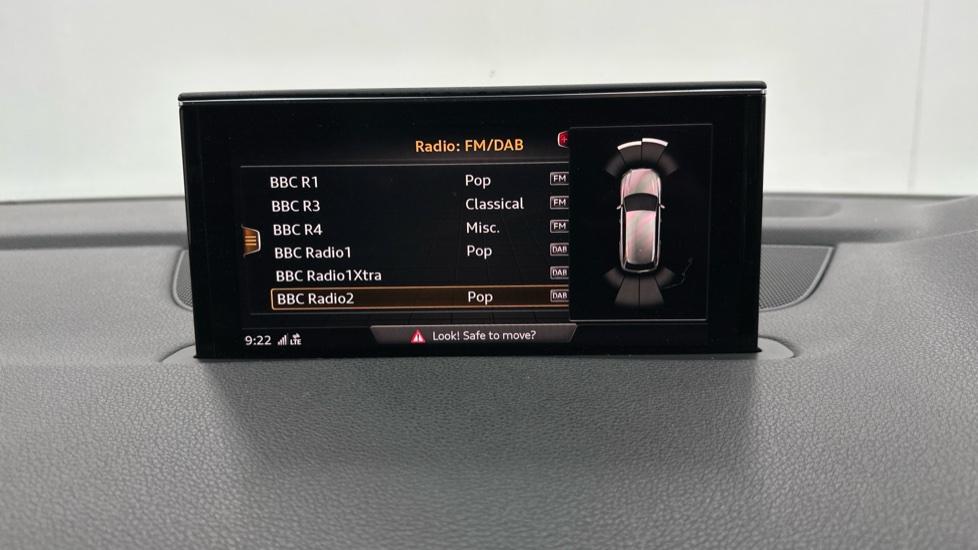 Radio: FM/DAB
BBC R1 Pop FM
BBC R3 Classical FM
BBC R4 Misc. FM
BBC Radio1 Pop DAB
BBC Radio1Xtra DAB
BBC Radio2 Pop DAB
9:22 LTE Look! Safe to move?